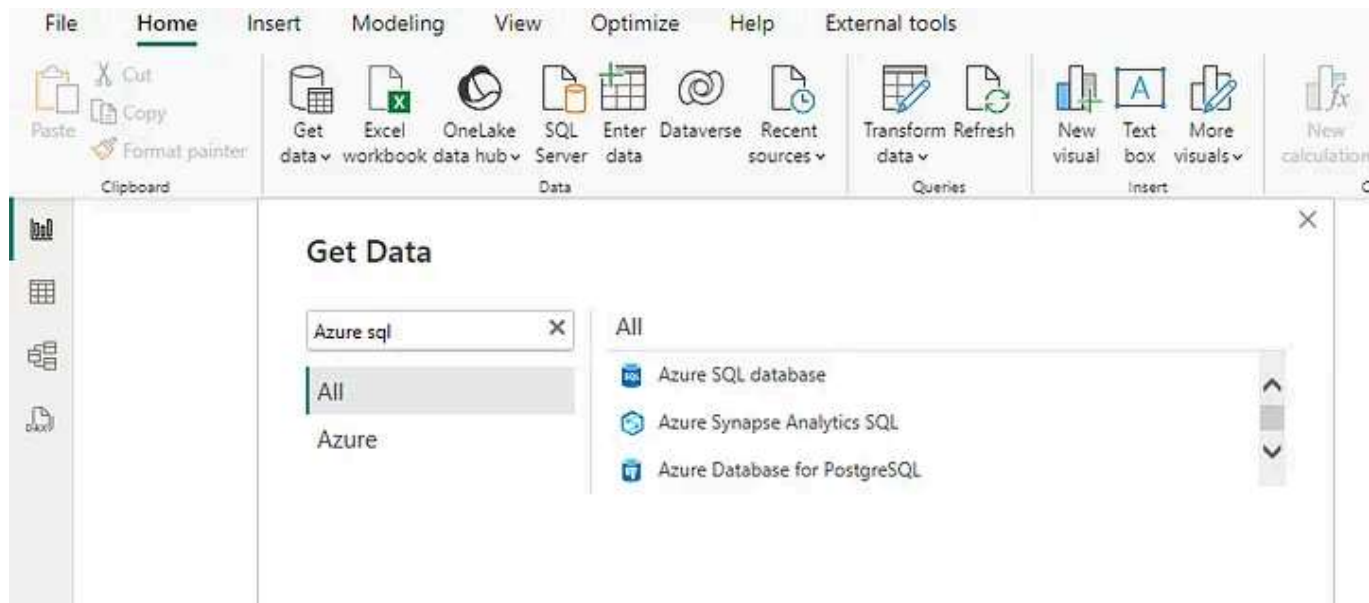 File Home Insert Modeling View Optimize Help External tools
Paste
Cut
Copy
Format painter
Clipboard
Get data
Excel workbook
OneLake data hub
SQL Server
Enter data
Dataverse
Recent sources
Data
Transform data
Refresh
Queries
New visual
Text box
More visuals
Insert
New calculation
Get Data
Azure sql
All
Azure
All
Azure SQL database
Azure Synapse Analytics SQL
Azure Database for PostgreSQL